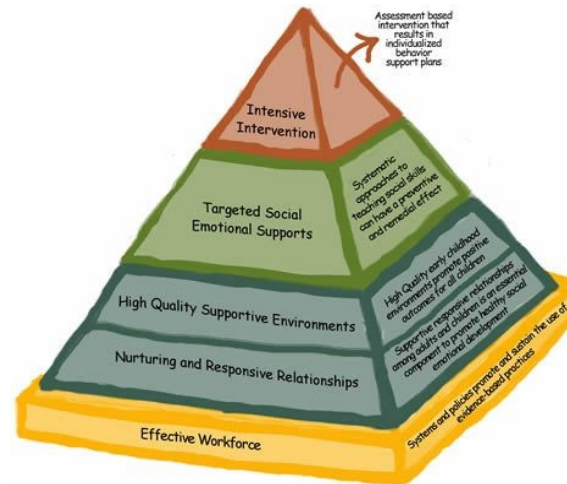 Assessment based
intervention that
results in
individualized
behavior
support plans
Intensive
Intervention
Systematic
approaches to
teaching social skills
can have a preventive
and remedial effect
Targeted Social
Emotional Supports
High Quality early childhood
environments promote positive
outcomes for all children
High Quality Supportive Environments
Supportive responsive relationships
among adults and children is an essential
component to promote healthy social
emotional development
Nurturing and Responsive Relationships
Systems and policies promote and sustain the use of
evidence-based practices
Effective Workforce